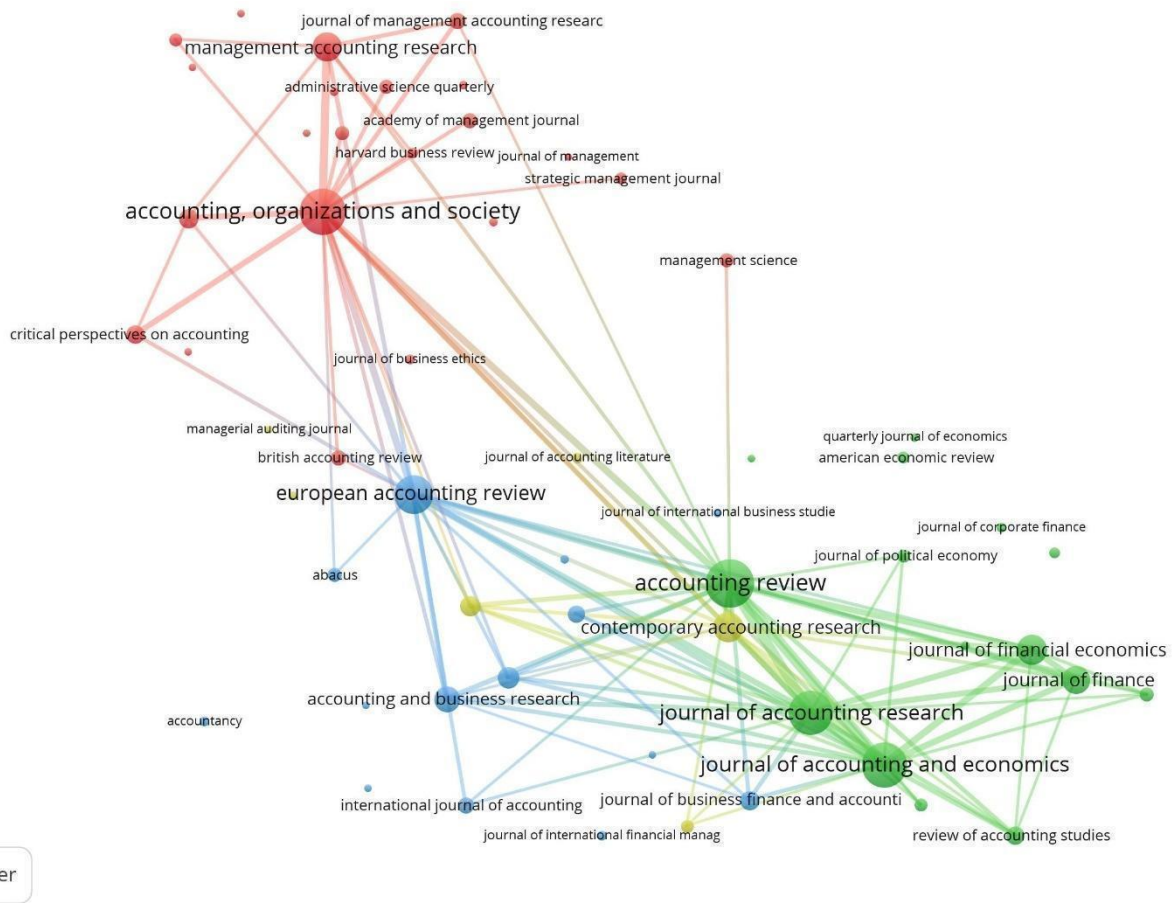 journal of management accounting researc
management accounting research
administrative science quarterly
academy of management journal
harvard business review
journal of management
strategic management journal
accounting, organizations and society
management science
critical perspectives on accounting
journal of business ethics
managerial auditing journal
quarterly journal of economics
british accounting review
journal of accounting literature
american economic review
european accounting review
journal of international business studie
journal of corporate finance
journal of political economy
abacus
accounting review
contemporary accounting research
journal of financial economics
journal of finance
accounting and business research
journal of accounting research
accountancy
journal of accounting and economics
international journal of accounting
journal of business finance and accounti
journal of international financial manag
review of accounting studies
er